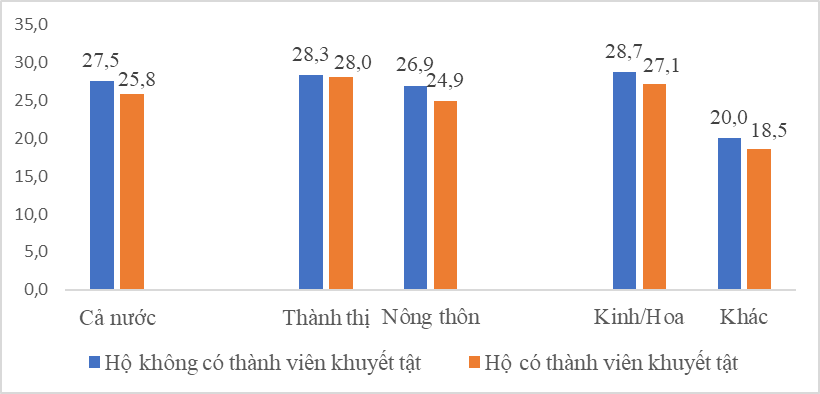 35,0
30,0
25,0
20,0
15,0
10,0
5,0
0,0
27,5
25,8
28,3
28,0
26,9
24,9
28,7
27,1
20,0
18,5
Cả nước
Thành thị
Nông thôn
Kinh/Hoa
Khác
Hộ không có thành viên khuyết tật
Hộ có thành viên khuyết tật